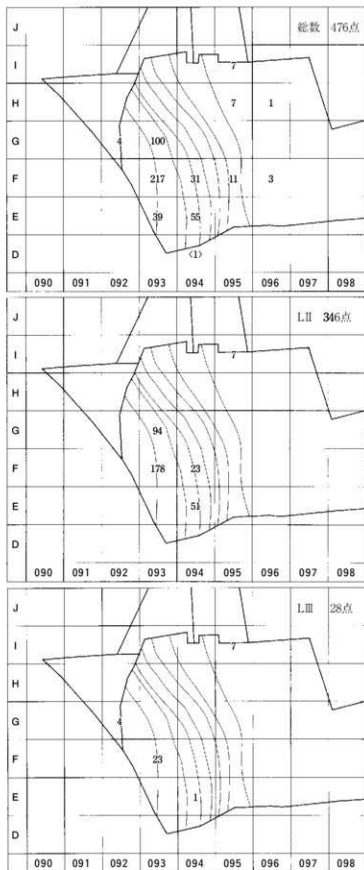 J 総数 476点
I 7
H 7 1
G 4 100
F 217 31 11 3
E 39 55
D (1)
090 091 092 093 094 095 096 097 098
J LII 346点
I 7
H
G 94
F 178 23
E 51
D
090 091 092 093 094 095 096 097 098
J LIII 28点
I 7
H
G 4
F 23
E 1
D
090 091 092 093 094 095 096 097 098